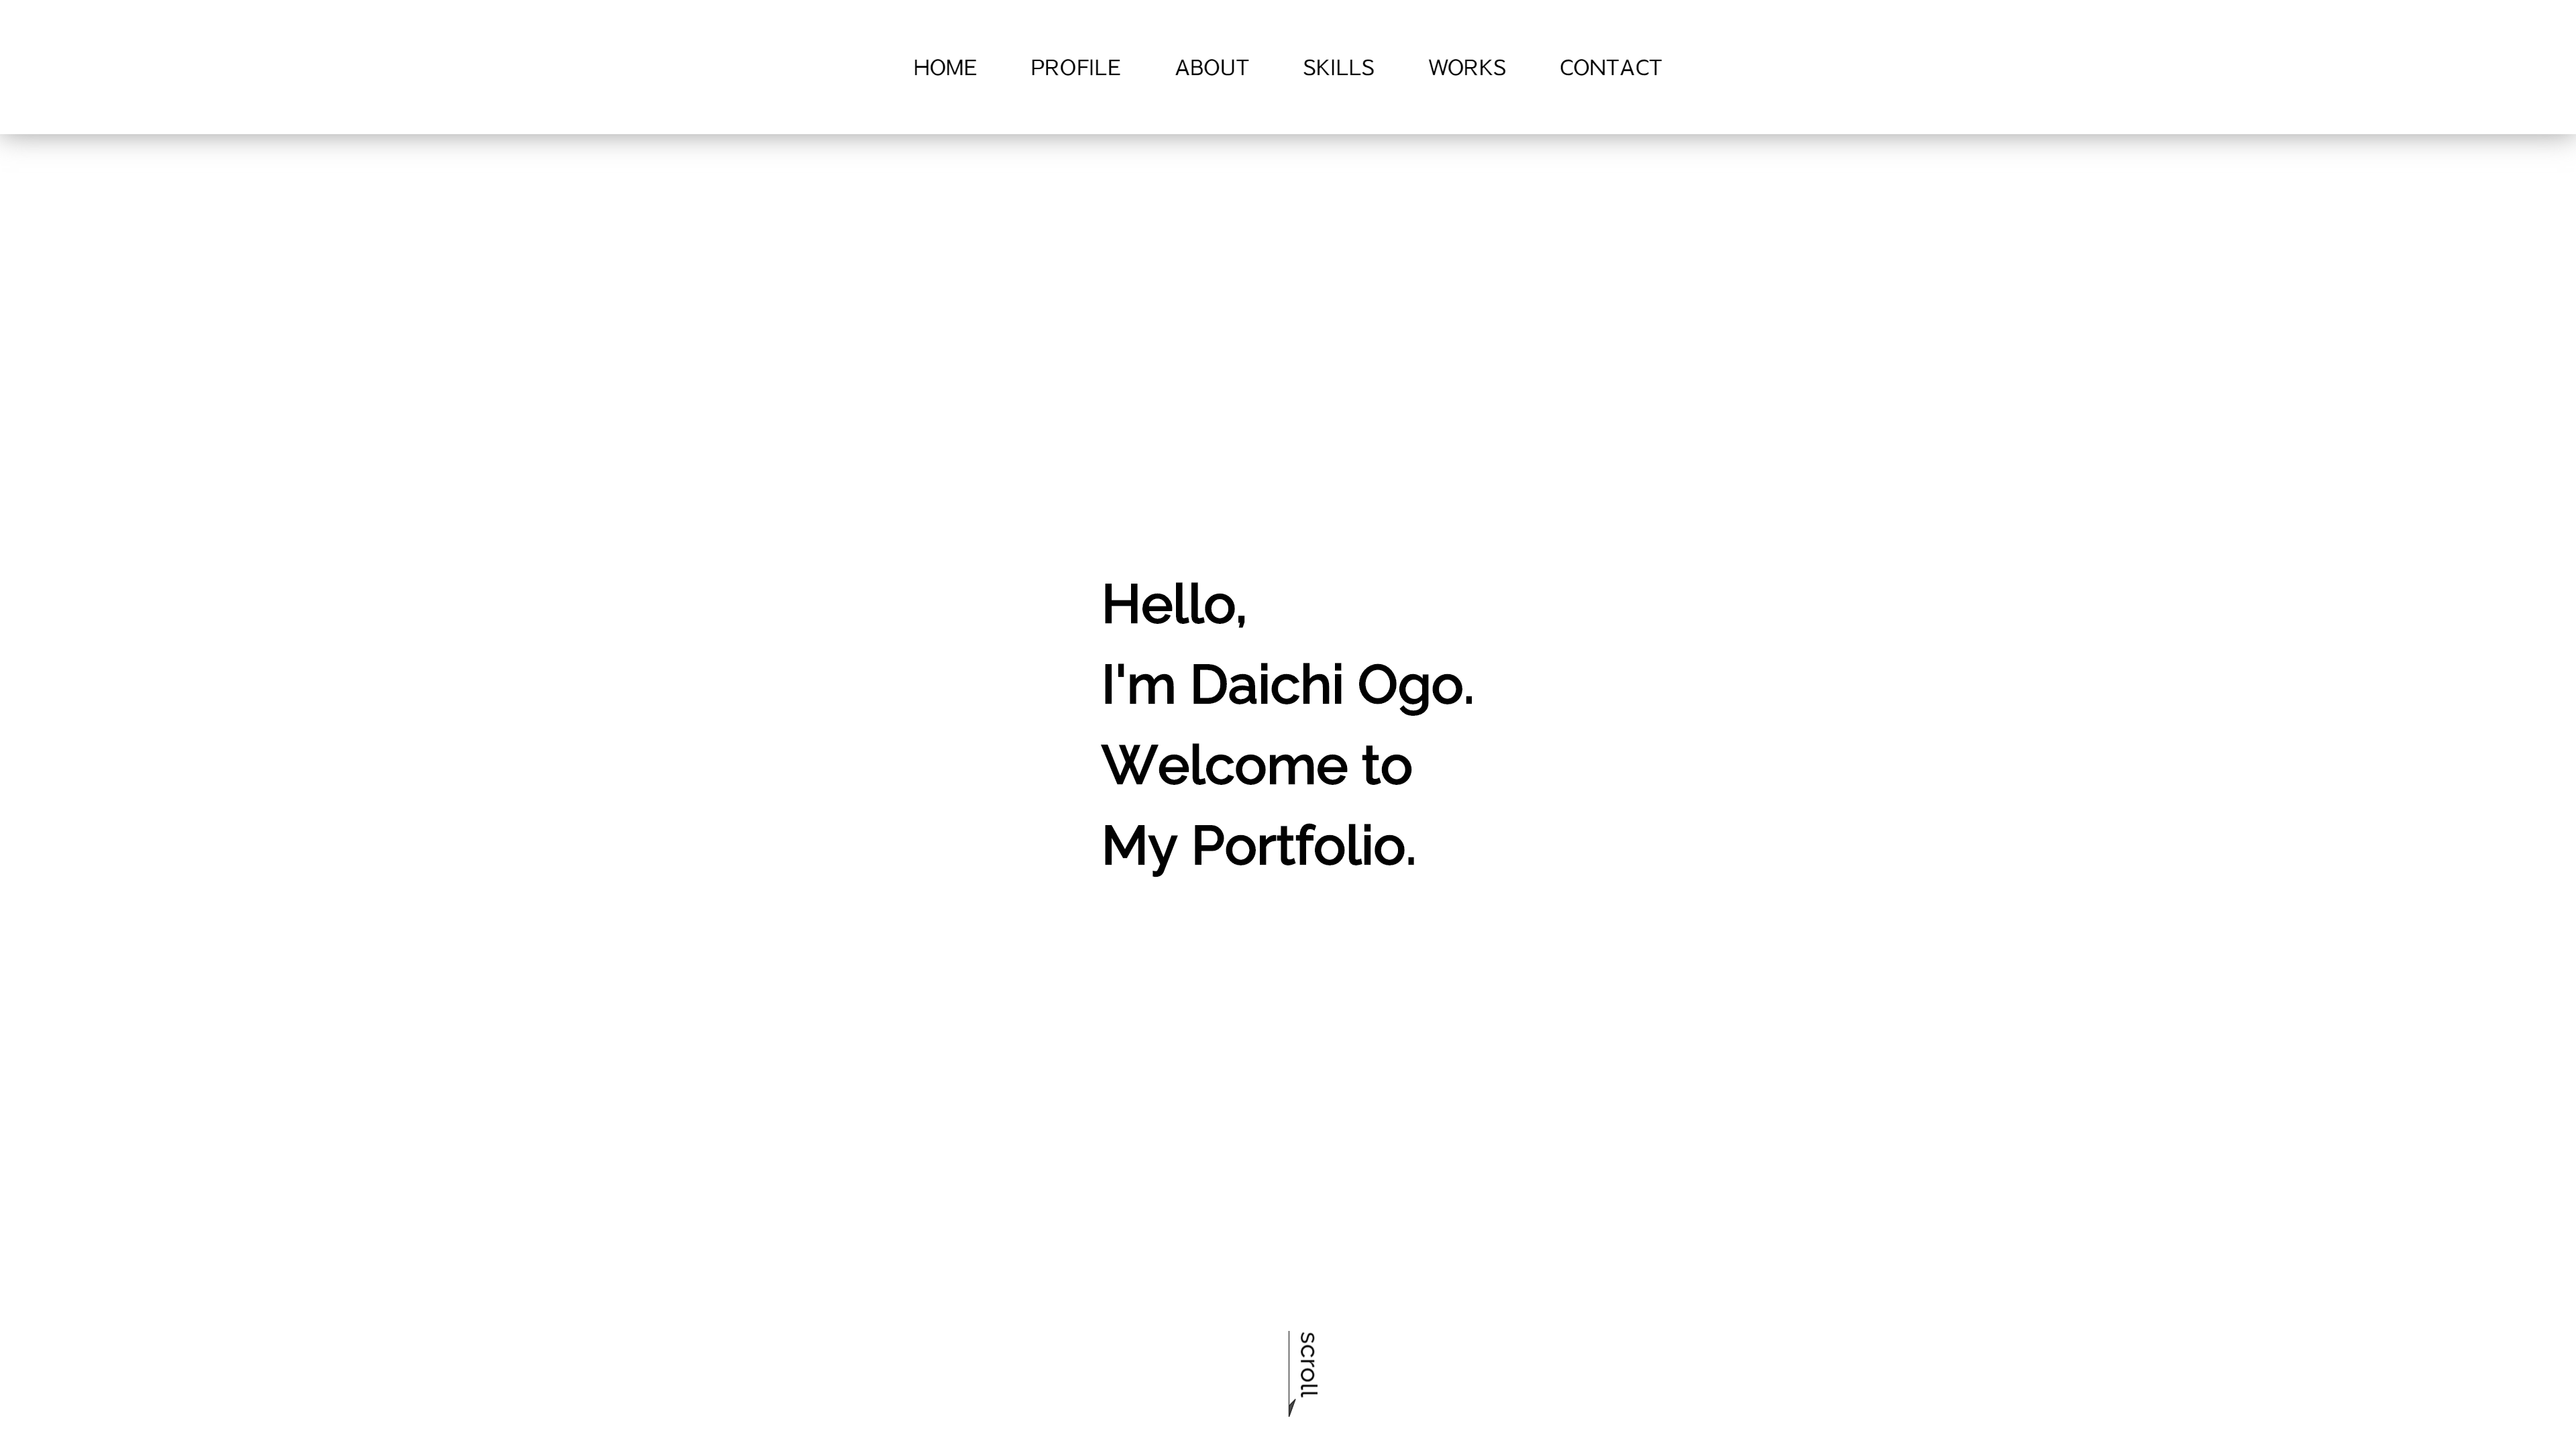 HOME PROFILE ABOUT SKILLS WORKS CONTACT
Hello,
I'm Daichi Ogo.
Welcome to
My Portfolio.
scroll